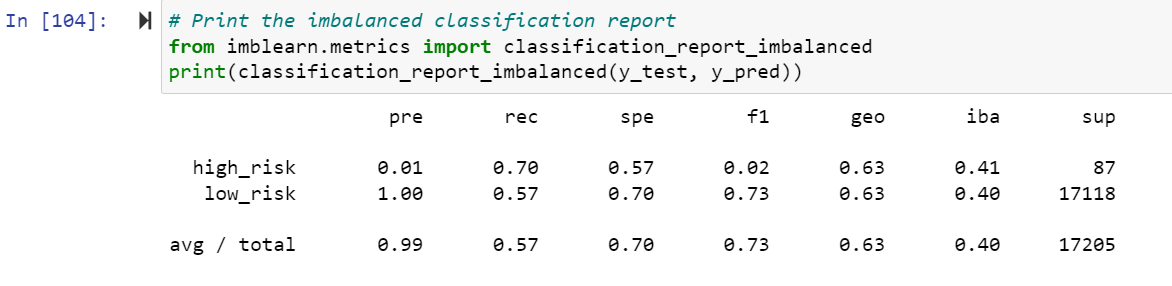 In [104]: # Print the imbalanced classification report
from imblearn.metrics import classification_report_imbalanced
print(classification_report_imbalanced(y_test, y_pred))
pre rec spe f1 geo iba sup
high_risk 0.01 0.70 0.57 0.02 0.63 0.41 87
low_risk 1.00 0.57 0.70 0.73 0.63 0.40 17118
avg / total 0.99 0.57 0.70 0.73 0.63 0.40 17205